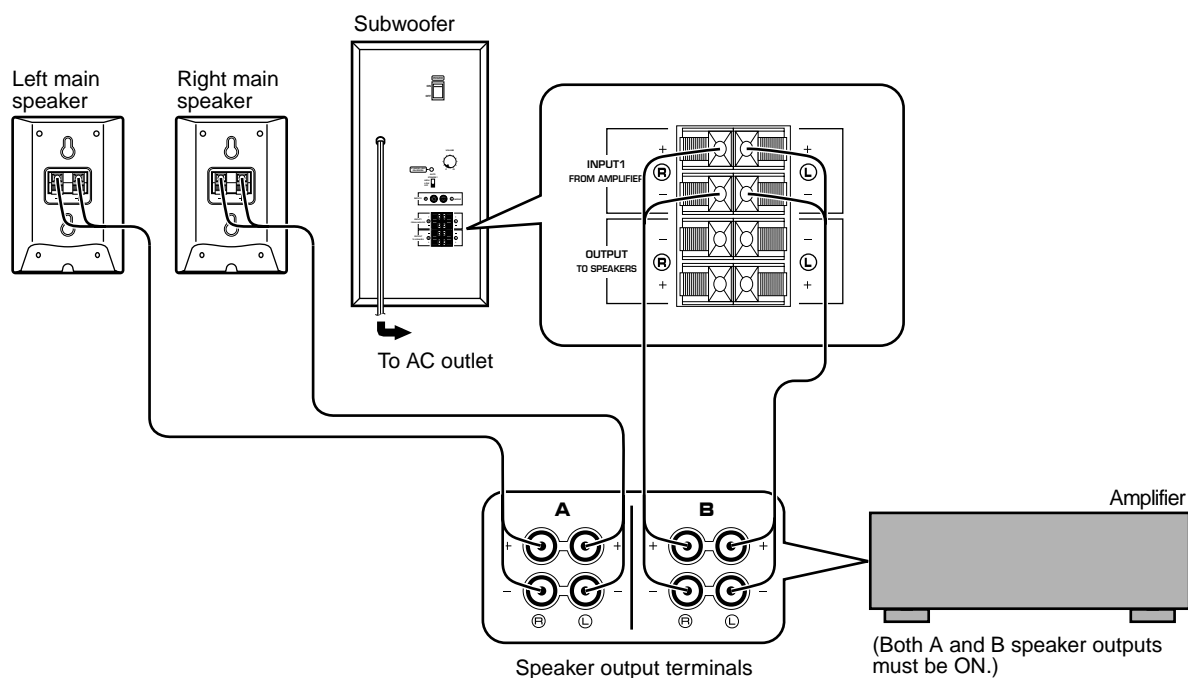 Subwoofer
Left main
speaker
Right main
speaker
INPUT1
FROM AMPLIFIER
+ R L +
- -
OUTPUT
TO SPEAKERS
- -
R L
+ +
To AC outlet
A B
+ + + +
- - - -
R L R L
Speaker output terminals
Amplifier
(Both A and B speaker outputs
must be ON.)